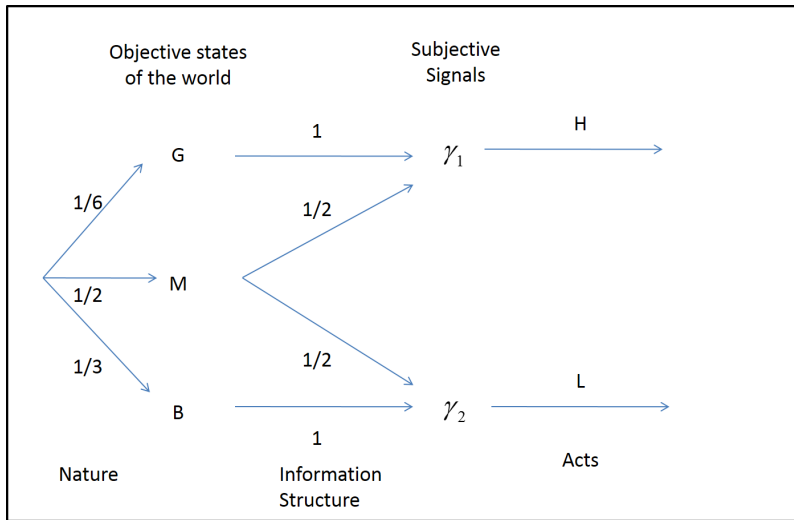 Objective states
of the world
Subjective
Signals
G
1
γ₁
H
1/6
1/2
M
1/2
1/3
1/2
B
1
γ₂
L
Nature
Information
Structure
Acts